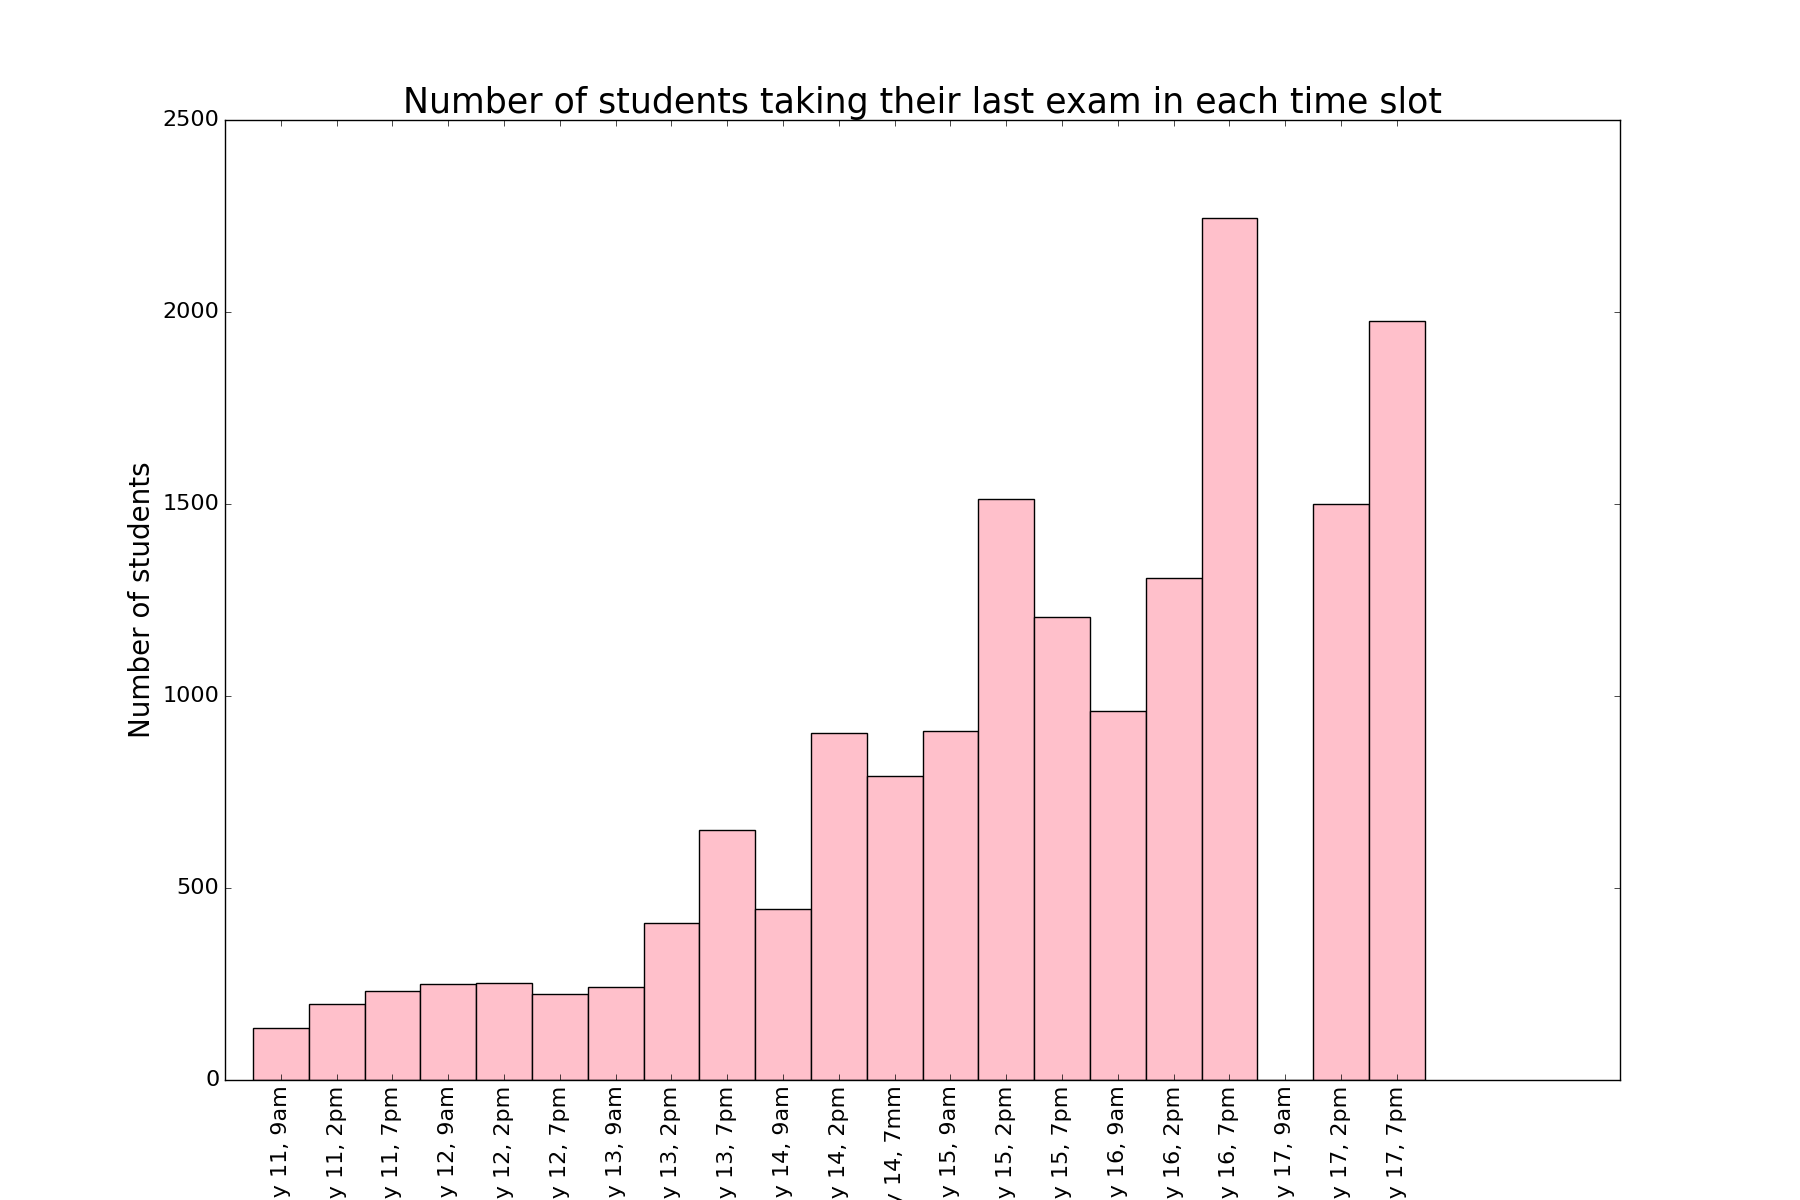 Number of students taking their last exam in each time slot
Number of students
2500
2000
1500
1000
500
0
y 11, 9am
y 11, 2pm
y 11, 7pm
y 12, 9am
y 12, 2pm
y 12, 7pm
y 13, 9am
y 13, 2pm
y 13, 7pm
y 14, 9am
y 14, 2pm
y 14, 7mm
y 15, 9am
y 15, 2pm
y 15, 7pm
y 16, 9am
y 16, 2pm
y 16, 7pm
y 17, 9am
y 17, 2pm
y 17, 7pm